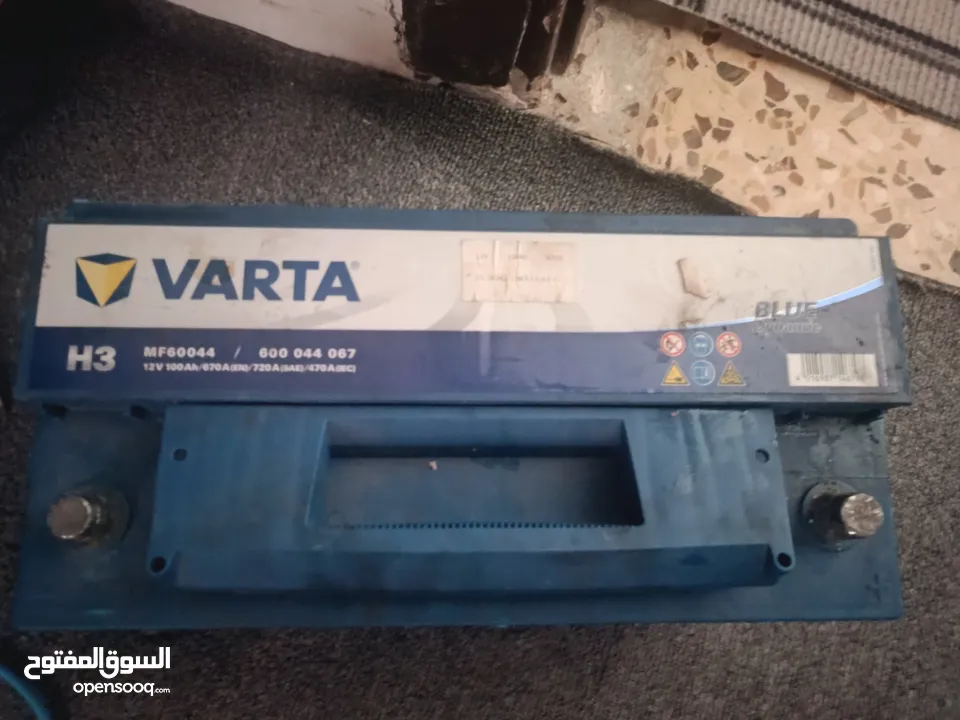 VARTA®
BLUE
H3
MF60044 / 600 044 067
12V 100Ah/670A(EN)/720A(SAE)/470A(IEC)
السوق المفتوح
opensooq.com